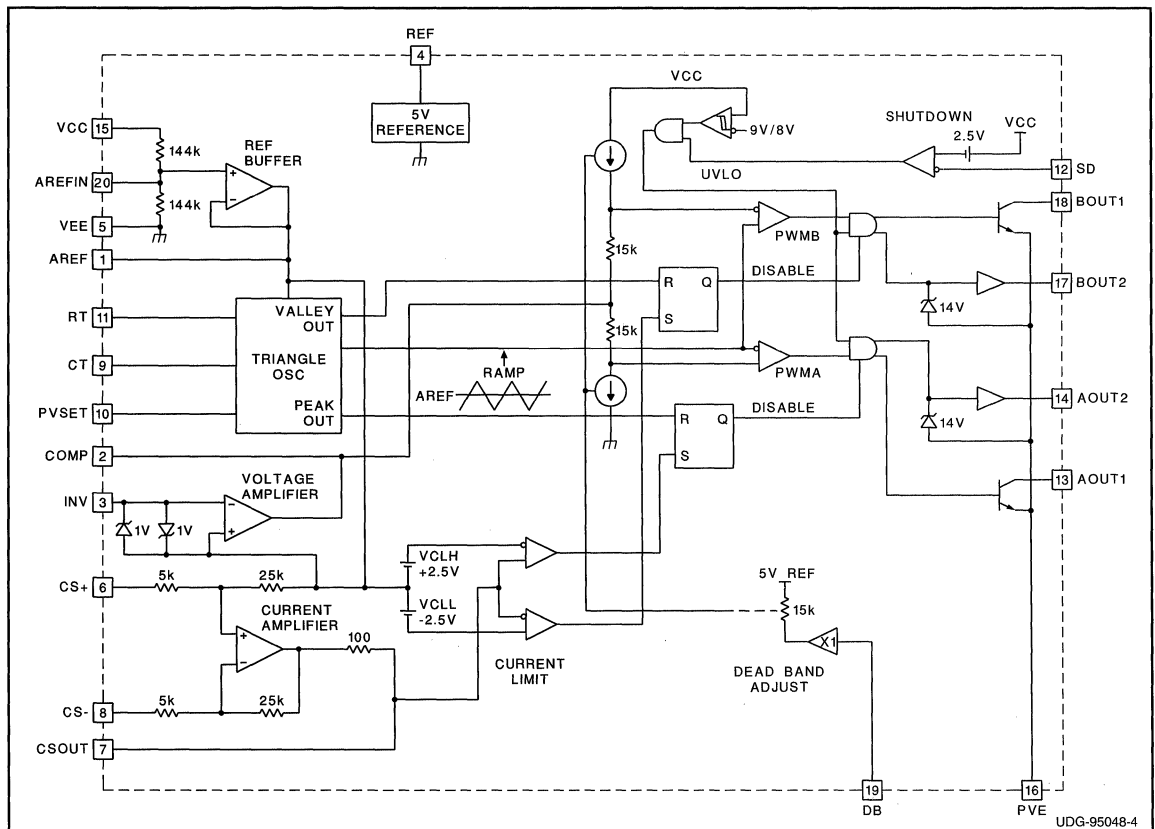 REF
4
5V
REFERENCE
VCC
9V/8V
UVLO
SHUTDOWN
2.5V
VCC
VCC 15
144k
REF
BUFFER
+
-
AREFIN 20
144k
VEE 5
AREF 1
RT 11
CT 9
PVSET 10
COMP 2
INV 3
CS+ 6
CS- 8
CSOUT 7
VALLEY
OUT
TRIANGLE
OSC
PEAK
OUT
AREF
RAMP
15k
15k
PWMB
PWMA
R Q
S
DISABLE
R Q
S
DISABLE
12 SD
18 BOUT1
17 BOUT2
14V
14 AOUT2
14V
13 AOUT1
VOLTAGE
AMPLIFIER
-
+
1V
1V
5k
25k
CURRENT
AMPLIFIER
+
-
100
5k
25k
VCLH
+2.5V
VCLL
-2.5V
CURRENT
LIMIT
5V REF
15k
X1
DEAD BAND
ADJUST
19
DB
16
PVE
UDG-95048-4